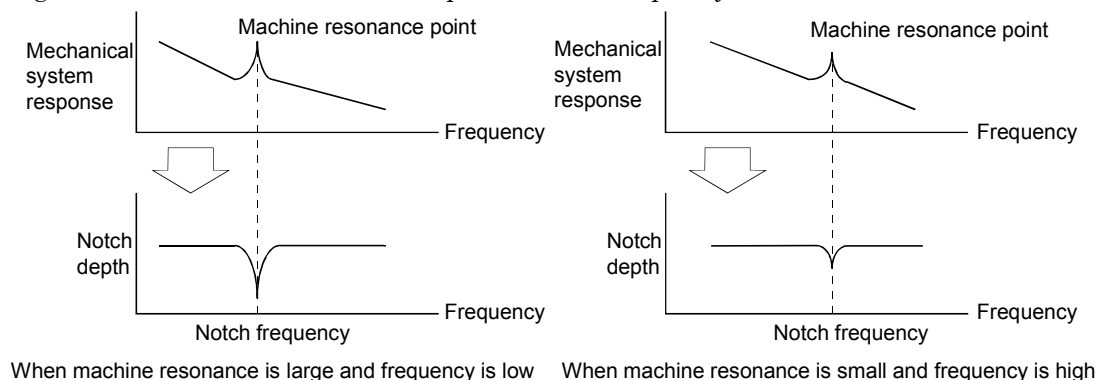 Machine resonance point
Mechanical
system
response
Frequency
Notch
depth
Frequency
Notch frequency
When machine resonance is large and frequency is low
Machine resonance point
Mechanical
system
response
Frequency
Notch
depth
Frequency
Notch frequency
When machine resonance is small and frequency is high